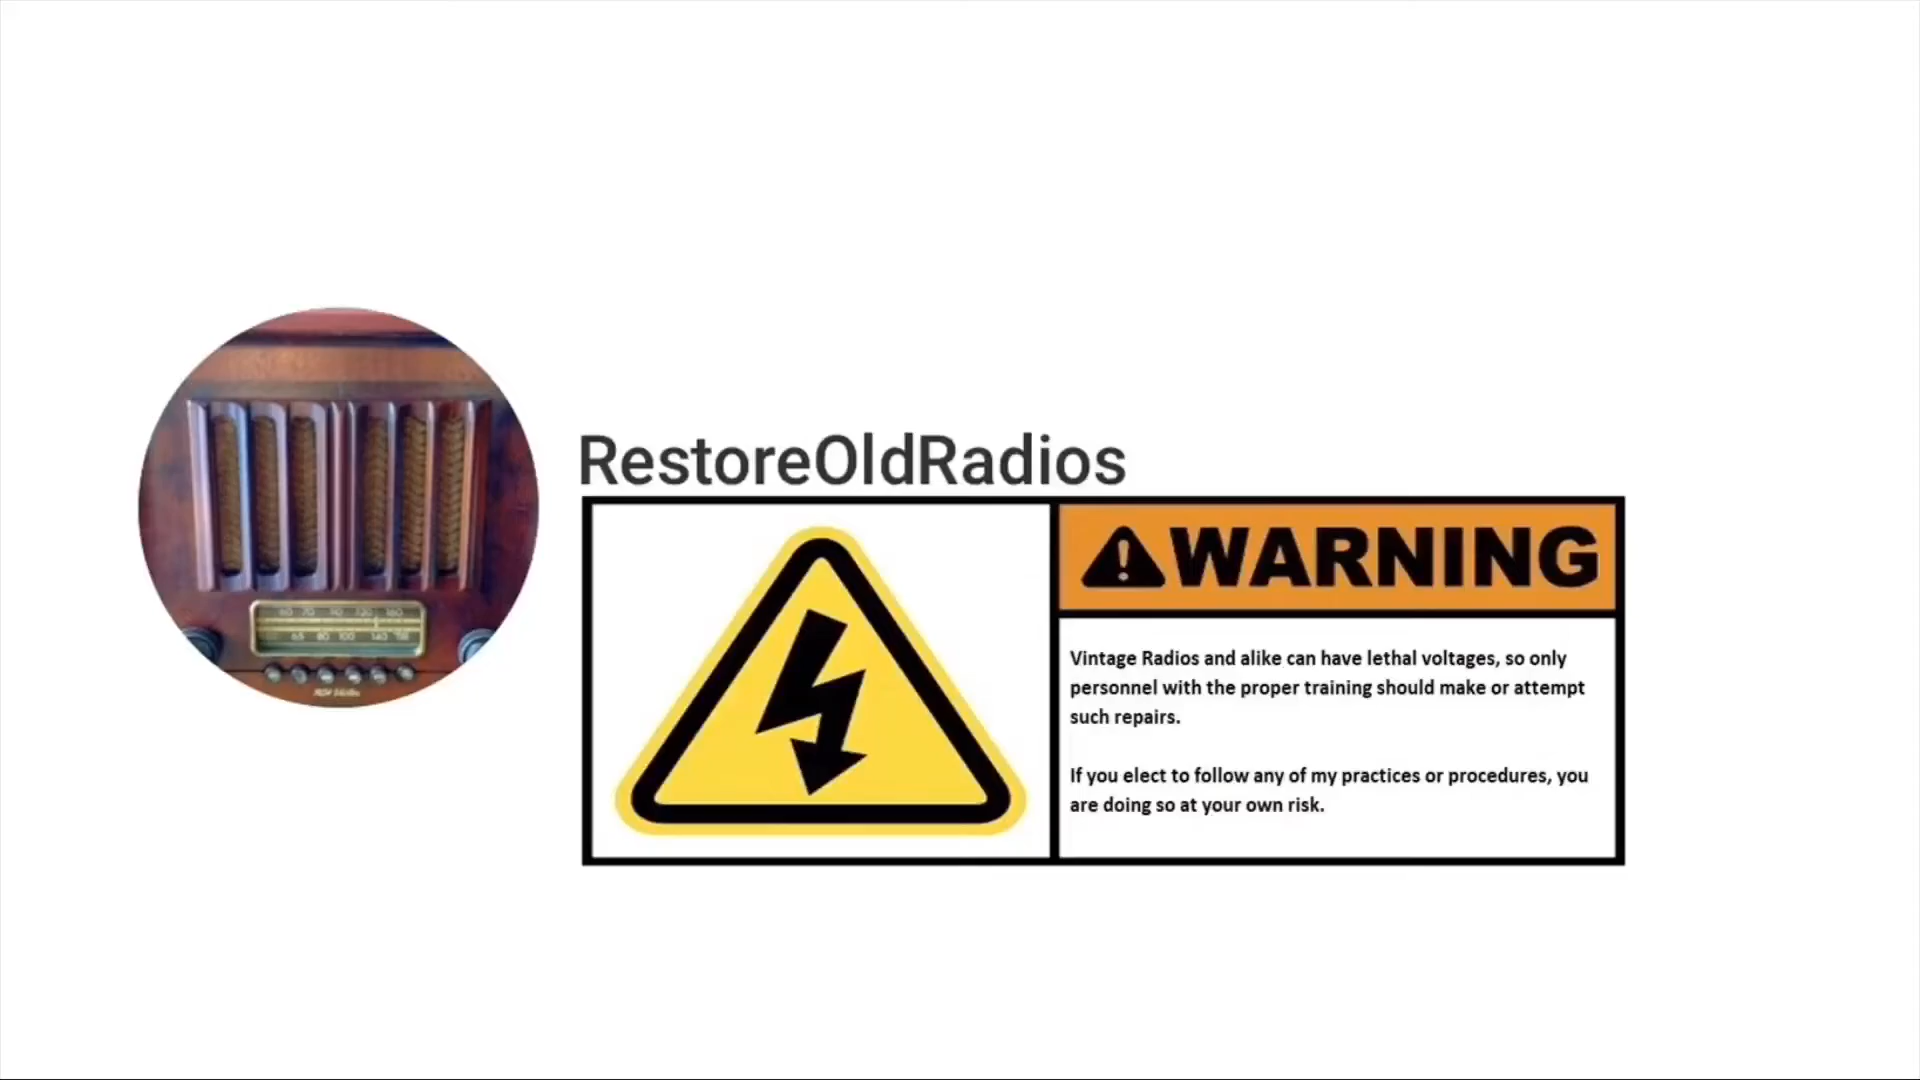 RestoreOldRadios
WARNING
Vintage Radios and alike can have lethal voltages, so only
personnel with the proper training should make or attempt
such repairs.
If you elect to follow any of my practices or procedures, you
are doing so at your own risk.